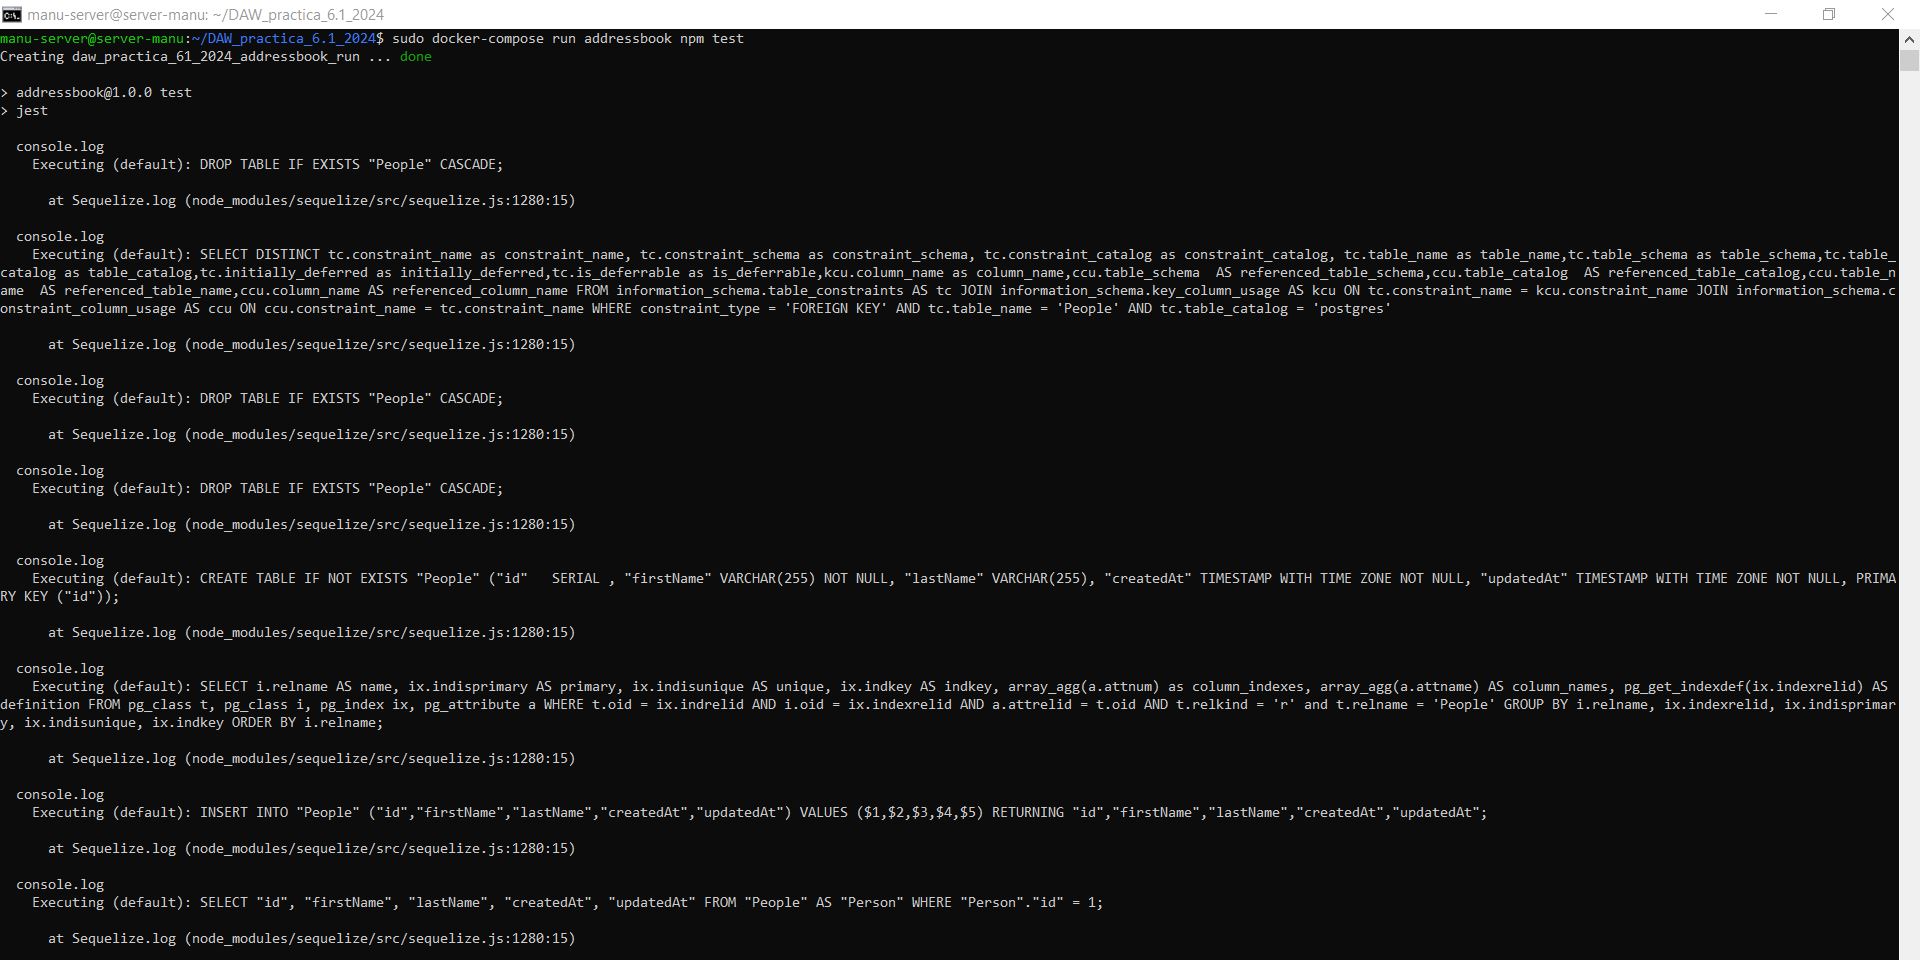 manu-server@server-manu: ~/DAW_practica_6.1_2024
manu-server@server-manu:~/DAW_practica_6.1_2024$ sudo docker-compose run addressbook npm test
Creating daw_practica_61_2024_addressbook_run ... done
> addressbook@1.0.0 test
> jest
console.log
Executing (default): DROP TABLE IF EXISTS "People" CASCADE;
at Sequelize.log (node_modules/sequelize/src/sequelize.js:1280:15)
console.log
Executing (default): SELECT DISTINCT tc.constraint_name as constraint_name, tc.constraint_schema as constraint_schema, tc.constraint_catalog as constraint_catalog, tc.table_name as table_name,tc.table_schema as table_schema,tc.table_
catalog as table_catalog,tc.initially_deferred as initially_deferred,tc.is_deferrable as is_deferrable,kcu.column_name as column_name,ccu.table_schema  AS referenced_table_schema,ccu.table_catalog  AS referenced_table_catalog,ccu.table_n
ame  AS referenced_table_name,ccu.column_name AS referenced_column_name FROM information_schema.table_constraints AS tc JOIN information_schema.key_column_usage AS kcu ON tc.constraint_name = kcu.constraint_name JOIN information_schema.c
onstraint_column_usage AS ccu ON ccu.constraint_name = tc.constraint_name WHERE constraint_type = 'FOREIGN KEY' AND tc.table_name = 'People' AND tc.table_catalog = 'postgres'
at Sequelize.log (node_modules/sequelize/src/sequelize.js:1280:15)
console.log
Executing (default): DROP TABLE IF EXISTS "People" CASCADE;
at Sequelize.log (node_modules/sequelize/src/sequelize.js:1280:15)
console.log
Executing (default): DROP TABLE IF EXISTS "People" CASCADE;
at Sequelize.log (node_modules/sequelize/src/sequelize.js:1280:15)
console.log
Executing (default): CREATE TABLE IF NOT EXISTS "People" ("id"   SERIAL , "firstName" VARCHAR(255) NOT NULL, "lastName" VARCHAR(255), "createdAt" TIMESTAMP WITH TIME ZONE NOT NULL, "updatedAt" TIMESTAMP WITH TIME ZONE NOT NULL, PRIMA
RY KEY ("id"));
at Sequelize.log (node_modules/sequelize/src/sequelize.js:1280:15)
console.log
Executing (default): SELECT i.relname AS name, ix.indisprimary AS primary, ix.indisunique AS unique, ix.indkey AS indkey, array_agg(a.attnum) as column_indexes, array_agg(a.attname) AS column_names, pg_get_indexdef(ix.indexrelid) AS
definition FROM pg_class t, pg_class i, pg_index ix, pg_attribute a WHERE t.oid = ix.indrelid AND i.oid = ix.indexrelid AND a.attrelid = t.oid AND t.relkind = 'r' and t.relname = 'People' GROUP BY i.relname, ix.indexrelid, ix.indisprimar
y, ix.indisunique, ix.indkey ORDER BY i.relname;
at Sequelize.log (node_modules/sequelize/src/sequelize.js:1280:15)
console.log
Executing (default): INSERT INTO "People" ("id","firstName","lastName","createdAt","updatedAt") VALUES ($1,$2,$3,$4,$5) RETURNING "id","firstName","lastName","createdAt","updatedAt";
at Sequelize.log (node_modules/sequelize/src/sequelize.js:1280:15)
console.log
Executing (default): SELECT "id", "firstName", "lastName", "createdAt", "updatedAt" FROM "People" AS "Person" WHERE "Person"."id" = 1;
at Sequelize.log (node_modules/sequelize/src/sequelize.js:1280:15)